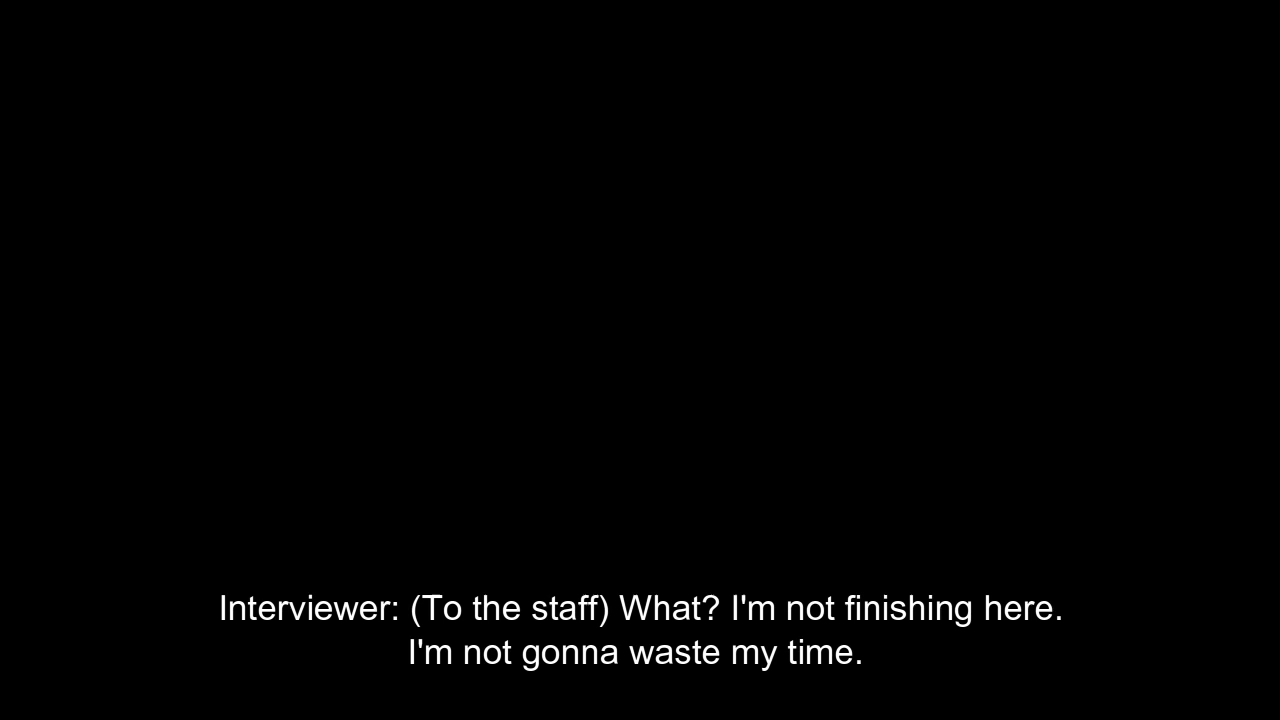 Interviewer: (To the staff) What? I'm not finishing here.
I'm not gonna waste my time.